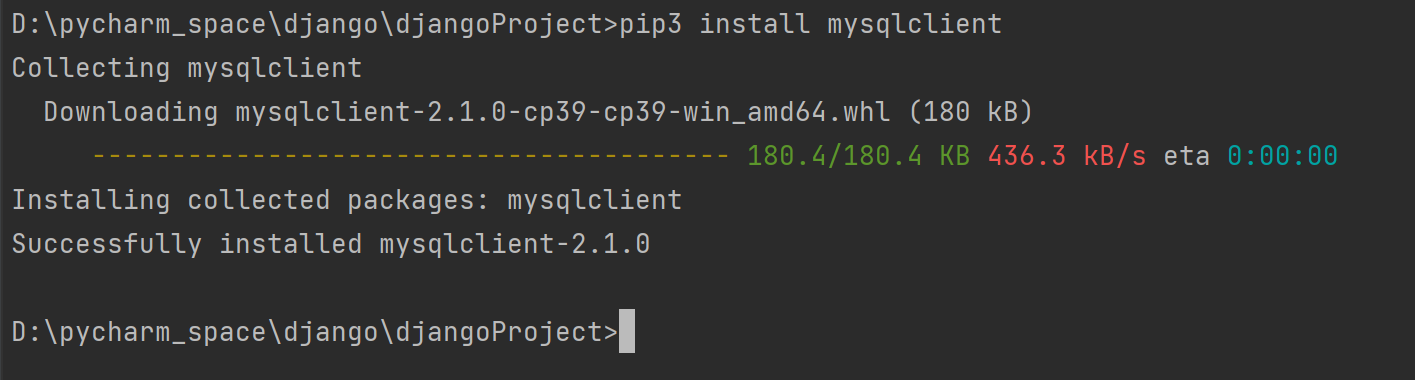 D:\pycharm_space\django\djangoProject>pip3 install mysqlclient
Collecting mysqlclient
  Downloading mysqlclient-2.1.0-cp39-cp39-win_amd64.whl (180 kB)
     ---------------------------------------- 180.4/180.4 KB 436.3 kB/s eta 0:00:00
Installing collected packages: mysqlclient
Successfully installed mysqlclient-2.1.0
D:\pycharm_space\django\djangoProject>